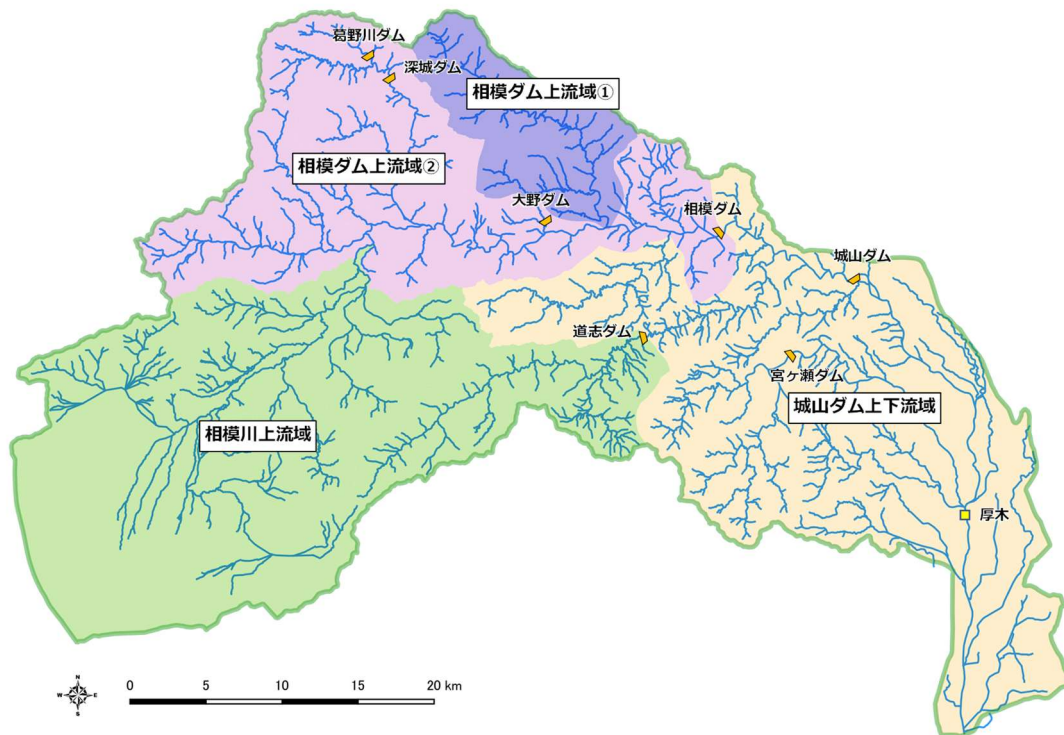 葛野川ダム
深城ダム
相模ダム上流域①
相模ダム上流域②
大野ダム
相模ダム
城山ダム
道志ダム
宮ヶ瀬ダム
城山ダム上下流域
相模川上流域
厚木
N
W
E
S
0 5 10 15 20 km